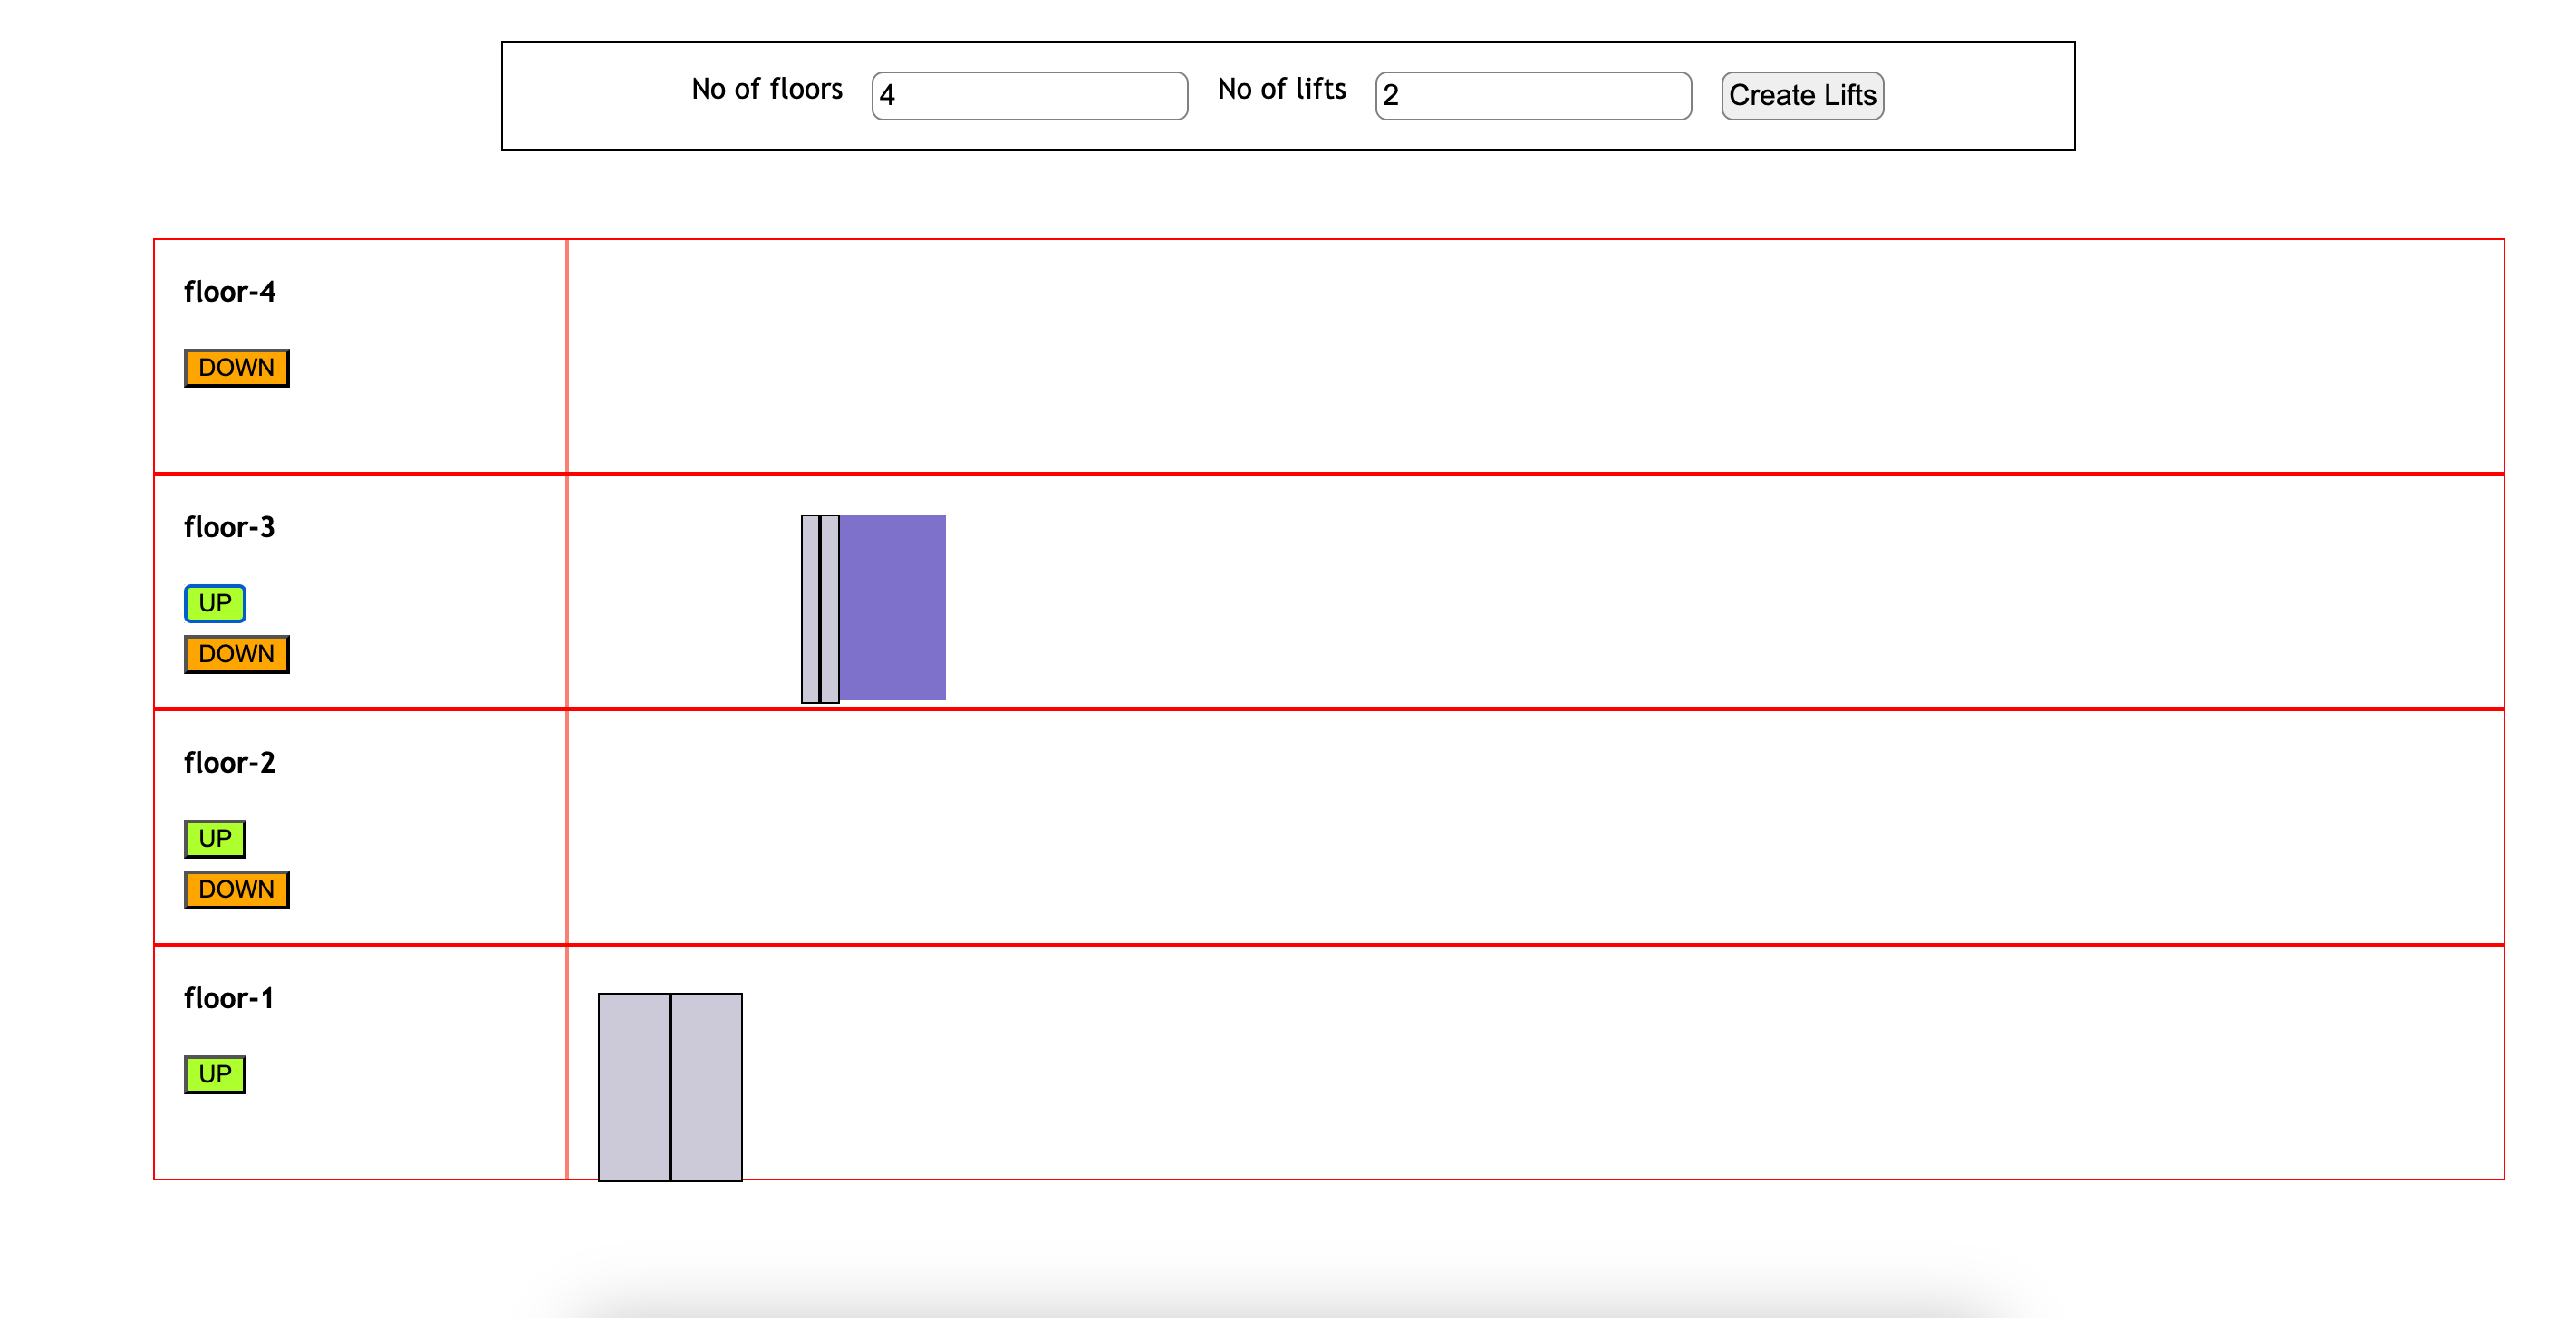 No of floors 4 No of lifts 2 Create Lifts
floor-4
DOWN
floor-3
UP
DOWN
floor-2
UP
DOWN
floor-1
UP